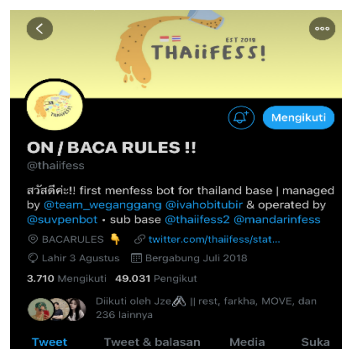 EST 2018
THAIIFESS!
THAIIFESS!
Mengikuti
ON / BACA RULES !!
@thaiifess
สวัสดีค่ะ!! first menfess bot for thailand base | managed
by @team_weganggang @ivahobitubir & operated by
@suvpenbot • sub base @thaiifess2 @mandarinfess
BACARULES 👇 twitter.com/thaiifess/stat...
Lahir 3 Agustus Bergabung Juli 2018
3.710 Mengikuti 49.031 Pengikut
Diikuti oleh Jze || rest, farkha, MOVE, dan
236 lainnya
Tweet Tweet & balasan Media Suka